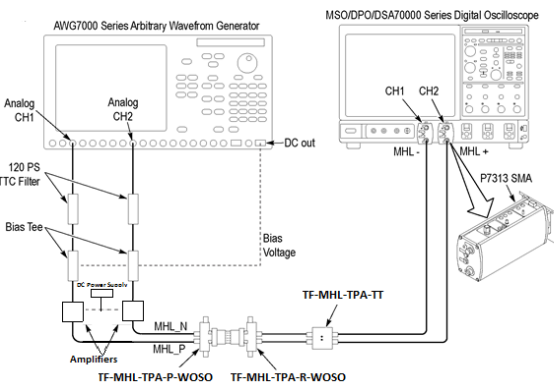 AWG7000 Series Arbitrary Wavefrom Generator
MSO/DPO/DSA70000 Series Digital Oscilloscope
Analog
CH1
Analog
CH2
DC out
CH1
CH2
MHL -
MHL +
P7313 SMA
120 PS
TTC Filter
Bias Tee
Bias
Voltage
DC Power Supply
TF-MHL-TPA-TT
MHL_N
MHL_P
Amplifiers
TF-MHL-TPA-P-WOSO
TF-MHL-TPA-R-WOSO